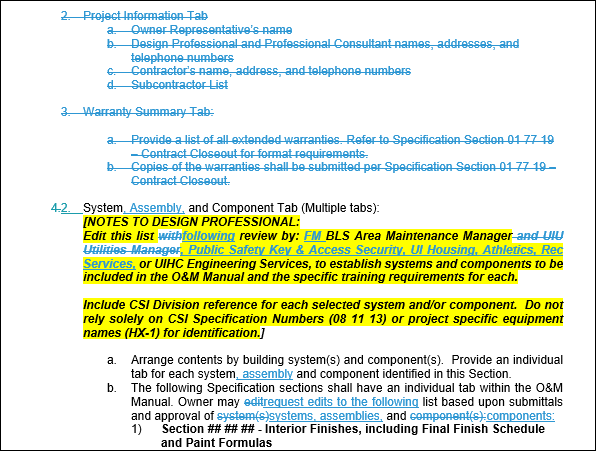 2. Project Information Tab
a. Owner Representative's name
b. Design Professional and Professional Consultant names, addresses, and
telephone numbers
c. Contractor's name, address, and telephone numbers
d. Subcontractor List
3. Warranty Summary Tab:
a. Provide a list of all extended warranties. Refer to Specification Section 01 77 19
– Contract Closeout for format requirements.
b. Copies of the warranties shall be submitted per Specification Section 01 77 19 –
Contract Closeout.
4.2. System, Assembly, and Component Tab (Multiple tabs):
[NOTES TO DESIGN PROFESSIONAL:
Edit this list withfollowing review by: FM BLS Area Maintenance Manager and UIU
Utilities Manager, Public Safety Key & Access Security, UI Housing, Athletics, Rec
Services, or UIHC Engineering Services, to establish systems and components to be
included in the O&M Manual and the specific training requirements for each.
Include CSI Division reference for each selected system and/or component. Do not
rely solely on CSI Specification Numbers (08 11 13) or project specific equipment
names (HX-1) for identification.]
a. Arrange contents by building system(s) and component(s). Provide an individual
tab for each system, assembly and component identified in this Section.
b. The following Specification sections shall have an individual tab within the O&M
Manual. Owner may editrequest edits to the following list based upon submittals
and approval of system(s)systems, assemblies, and component(s):components:
1) Section ## ## ## - Interior Finishes, including Final Finish Schedule
and Paint Formulas